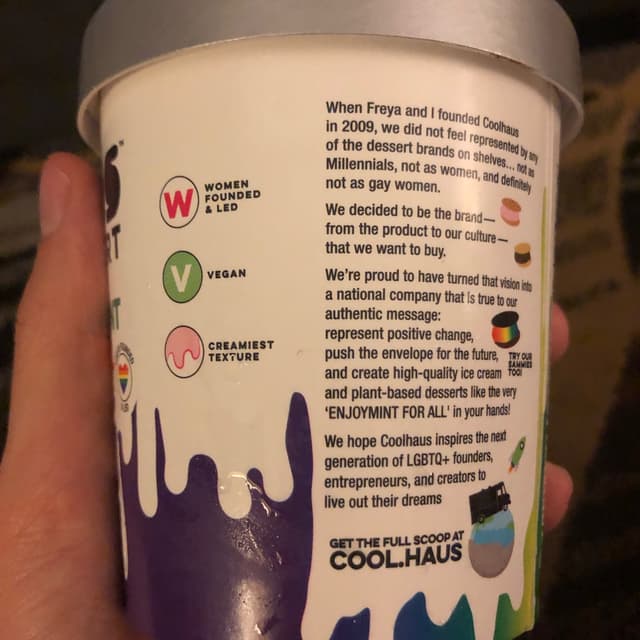 S™
RT
NT
W
WOMEN
FOUNDED
& LED
V
VEGAN
CREAMIEST
TEXTURE
When Freya and I founded Coolhaus
in 2009, we did not feel represented by any
of the dessert brands on shelves... not as
Millennials, not as women, and definitely
not as gay women.
We decided to be the brand—
from the product to our culture—
that we want to buy.
We're proud to have turned that vision into
a national company that is true to our
authentic message:
represent positive change,
push the envelope for the future,
and create high-quality ice cream
and plant-based desserts like the very
'ENJOYMINT FOR ALL' in your hands!
TRY OUR
SAMMIES
TOO!
We hope Coolhaus inspires the next
generation of LGBTQ+ founders,
entrepreneurs, and creators to
live out their dreams
GET THE FULL SCOOP AT
COOL.HAUS